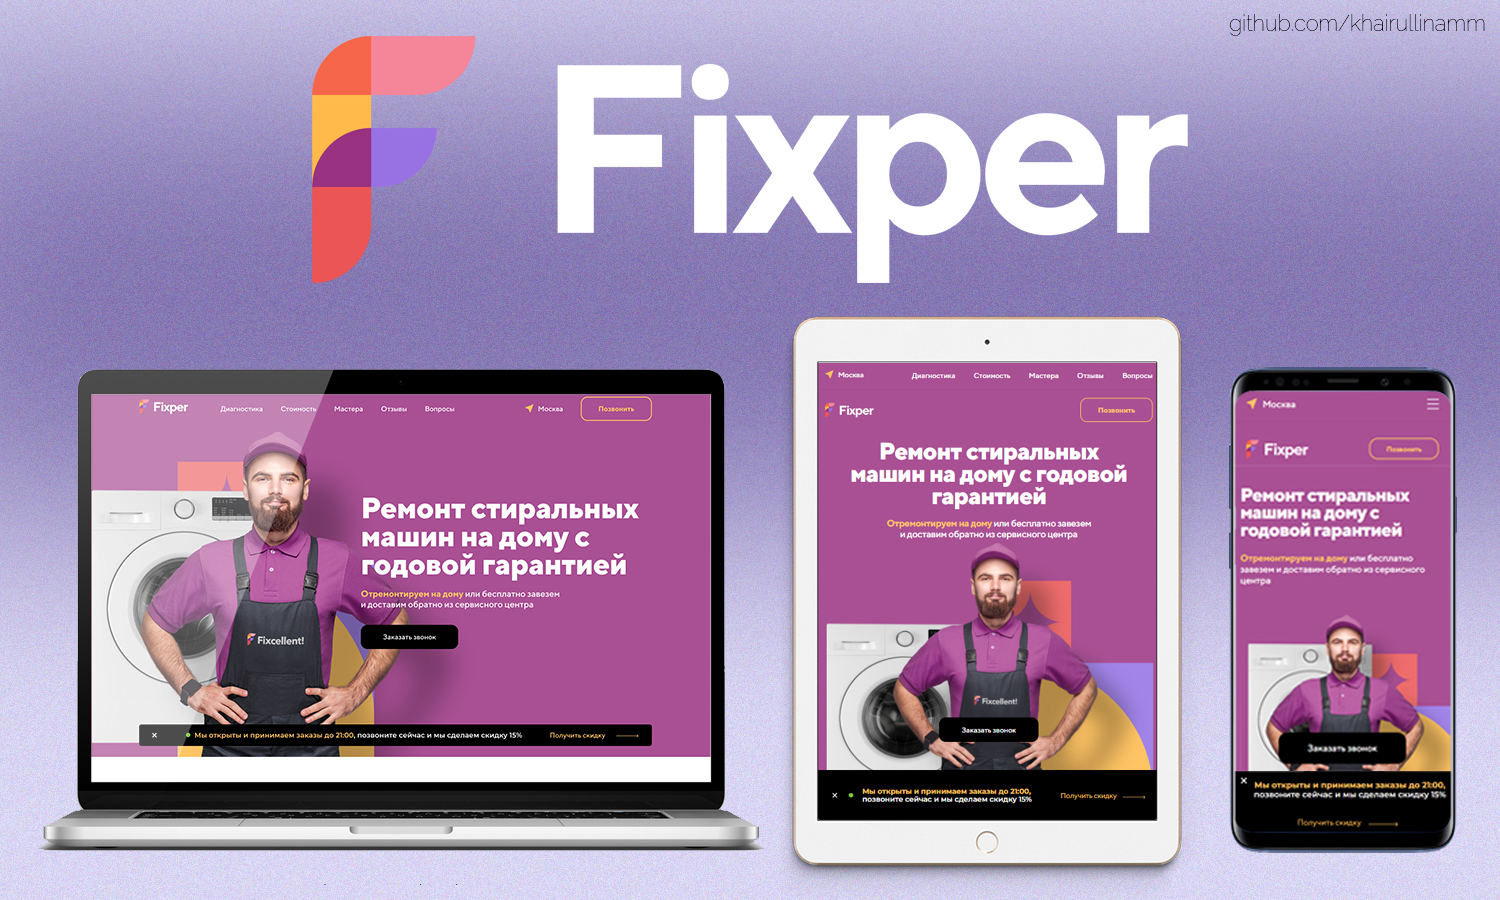 github.com/khairullinamm
Fixper
Fixper
Диагностика
Стоимость
Мастера
Отзывы
Вопросы
Москва
Позвонить
Ремонт стиральных
машин на дому с
годовой гарантией
Отремонтируем на дому или бесплатно завезем
и доставим обратно из сервисного центра
Заказать звонок
Fixcellent!
× Мы открыты и принимаем заказы до 21:00, позвоните сейчас и мы сделаем скидку 15%
Получить скидку
Москва
Диагностика
Стоимость
Мастера
Отзывы
Вопросы
Fixper
Позвонить
Ремонт стиральных
машин на дому с годовой
гарантией
Отремонтируем на дому или бесплатно завезем
и доставим обратно из сервисного центра
Fixcellent!
Заказать звонок
× Мы открыты и принимаем заказы до 21:00,
позвоните сейчас и мы сделаем скидку 15%
Получить скидку
Москва
Fixper
Позвонить
Ремонт стиральных
машин на дому с
годовой гарантией
Отремонтируем на дому или бесплатно
завезем и доставим обратно из сервисного
центра
Заказать звонок
× Мы открыты и принимаем заказы до 21:00,
позвоните сейчас и мы сделаем скидку 15%
Получить скидку